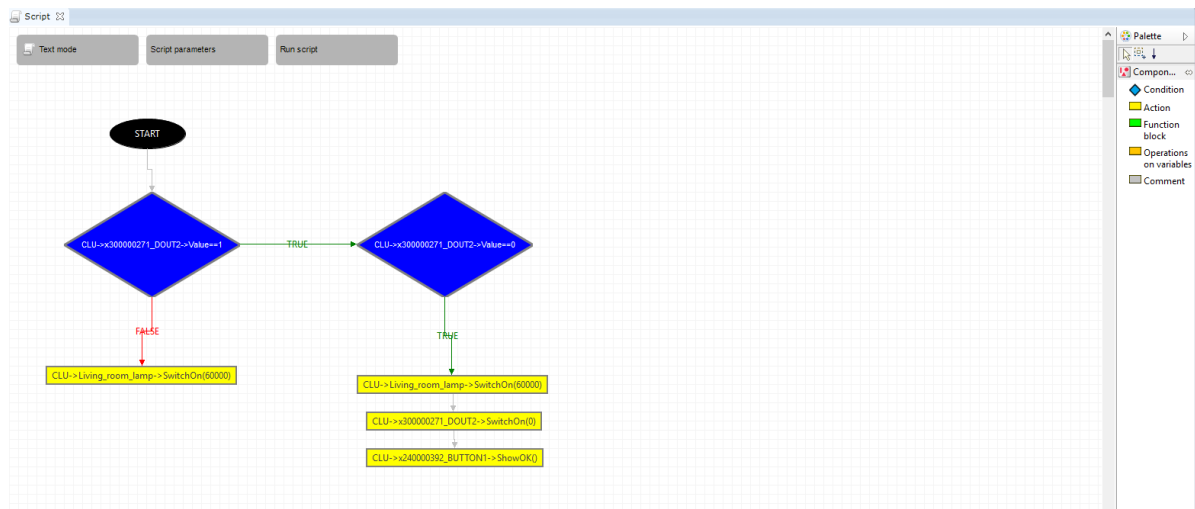 Script
Text mode
Script parameters
Run script
START
CLU->x300000271_DOUT2->Value==1
TRUE
CLU->x300000271_DOUT2->Value==0
FALSE
TRUE
CLU->Living_room_lamp->SwitchOn(60000)
CLU->Living_room_lamp->SwitchOn(60000)
CLU->x300000271_DOUT2->SwitchOn(0)
CLU->x240000392_BUTTON1->ShowOK()
Palette
Compon...
Condition
Action
Function
block
Operations
on variables
Comment